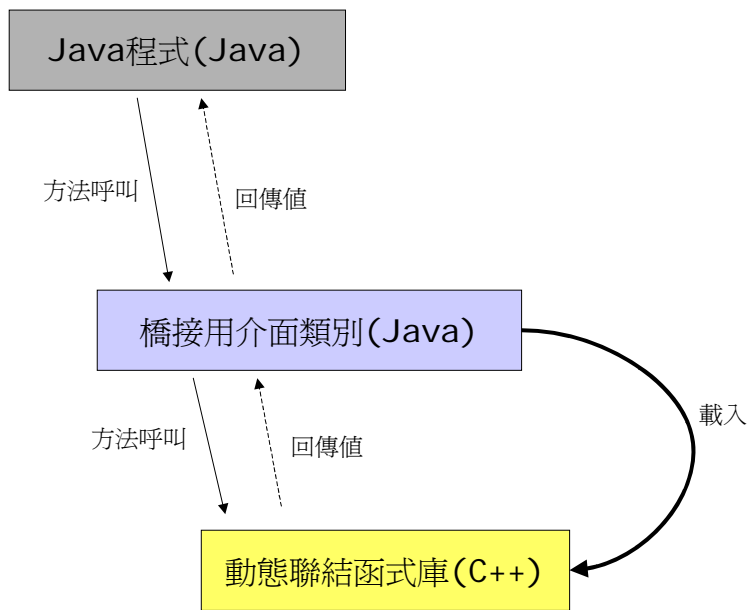 Java程式(Java)
方法呼叫
回傳值
橋接用介面類別(Java)
載入
方法呼叫
回傳值
動態聯結函式庫(C++)